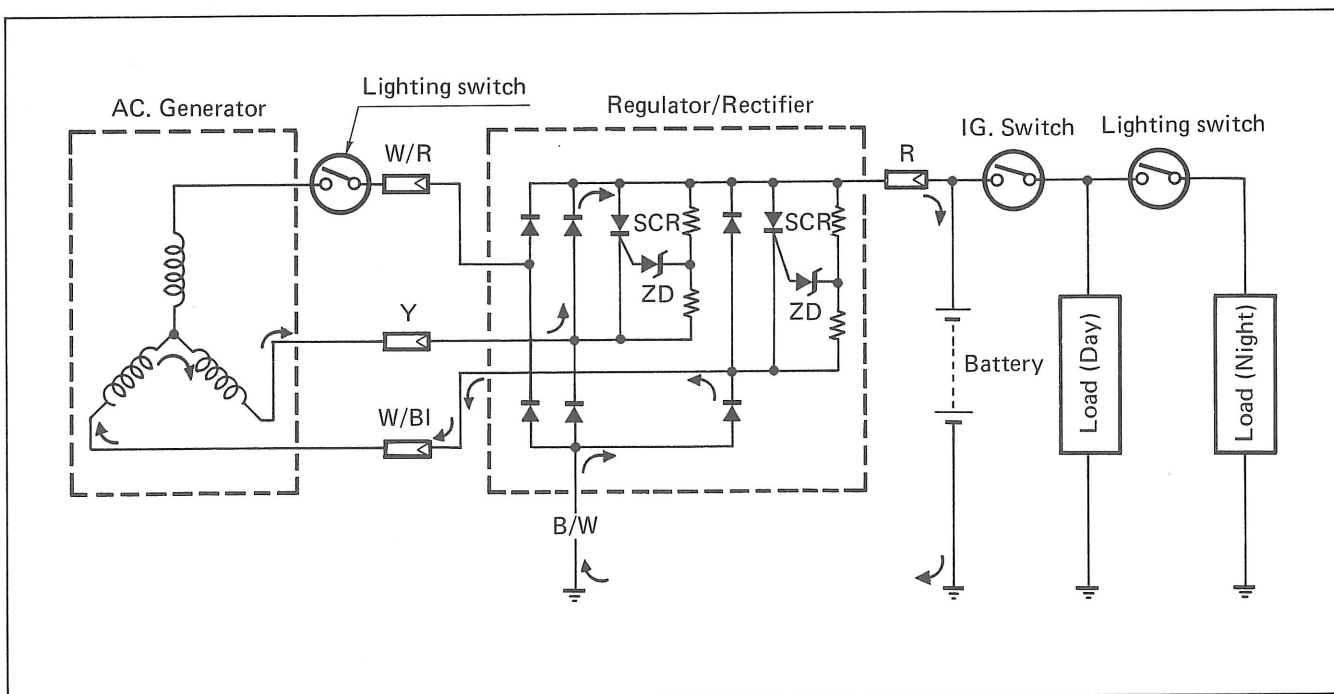 Lighting switch
AC. Generator
Regulator/Rectifier
IG. Switch
Lighting switch
W/R
R
SCR
SCR
ZD
ZD
Y
W/BI
B/W
Battery
Load (Day)
Load (Night)